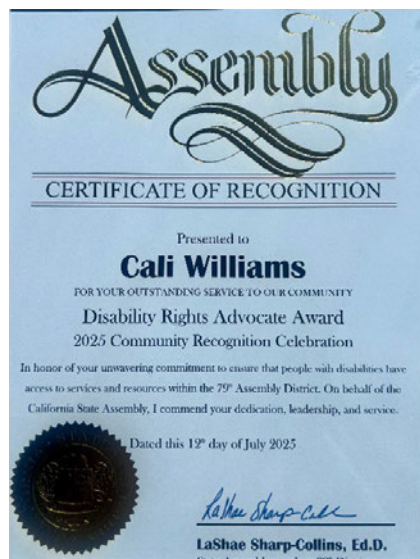 Assembly
CERTIFICATE OF RECOGNITION
Presented to
Cali Williams
FOR YOUR OUTSTANDING SERVICE TO OUR COMMUNITY
Disability Rights Advocate Award
2025 Community Recognition Celebration
In honor of your unwavering commitment to ensure that people with disabilities have
access to services and resources within the 79th Assembly District. On behalf of the
California State Assembly, I commend your dedication, leadership, and service.
Dated this 12th day of July 2025
LaShae Sharp-Collins, Ed.D.